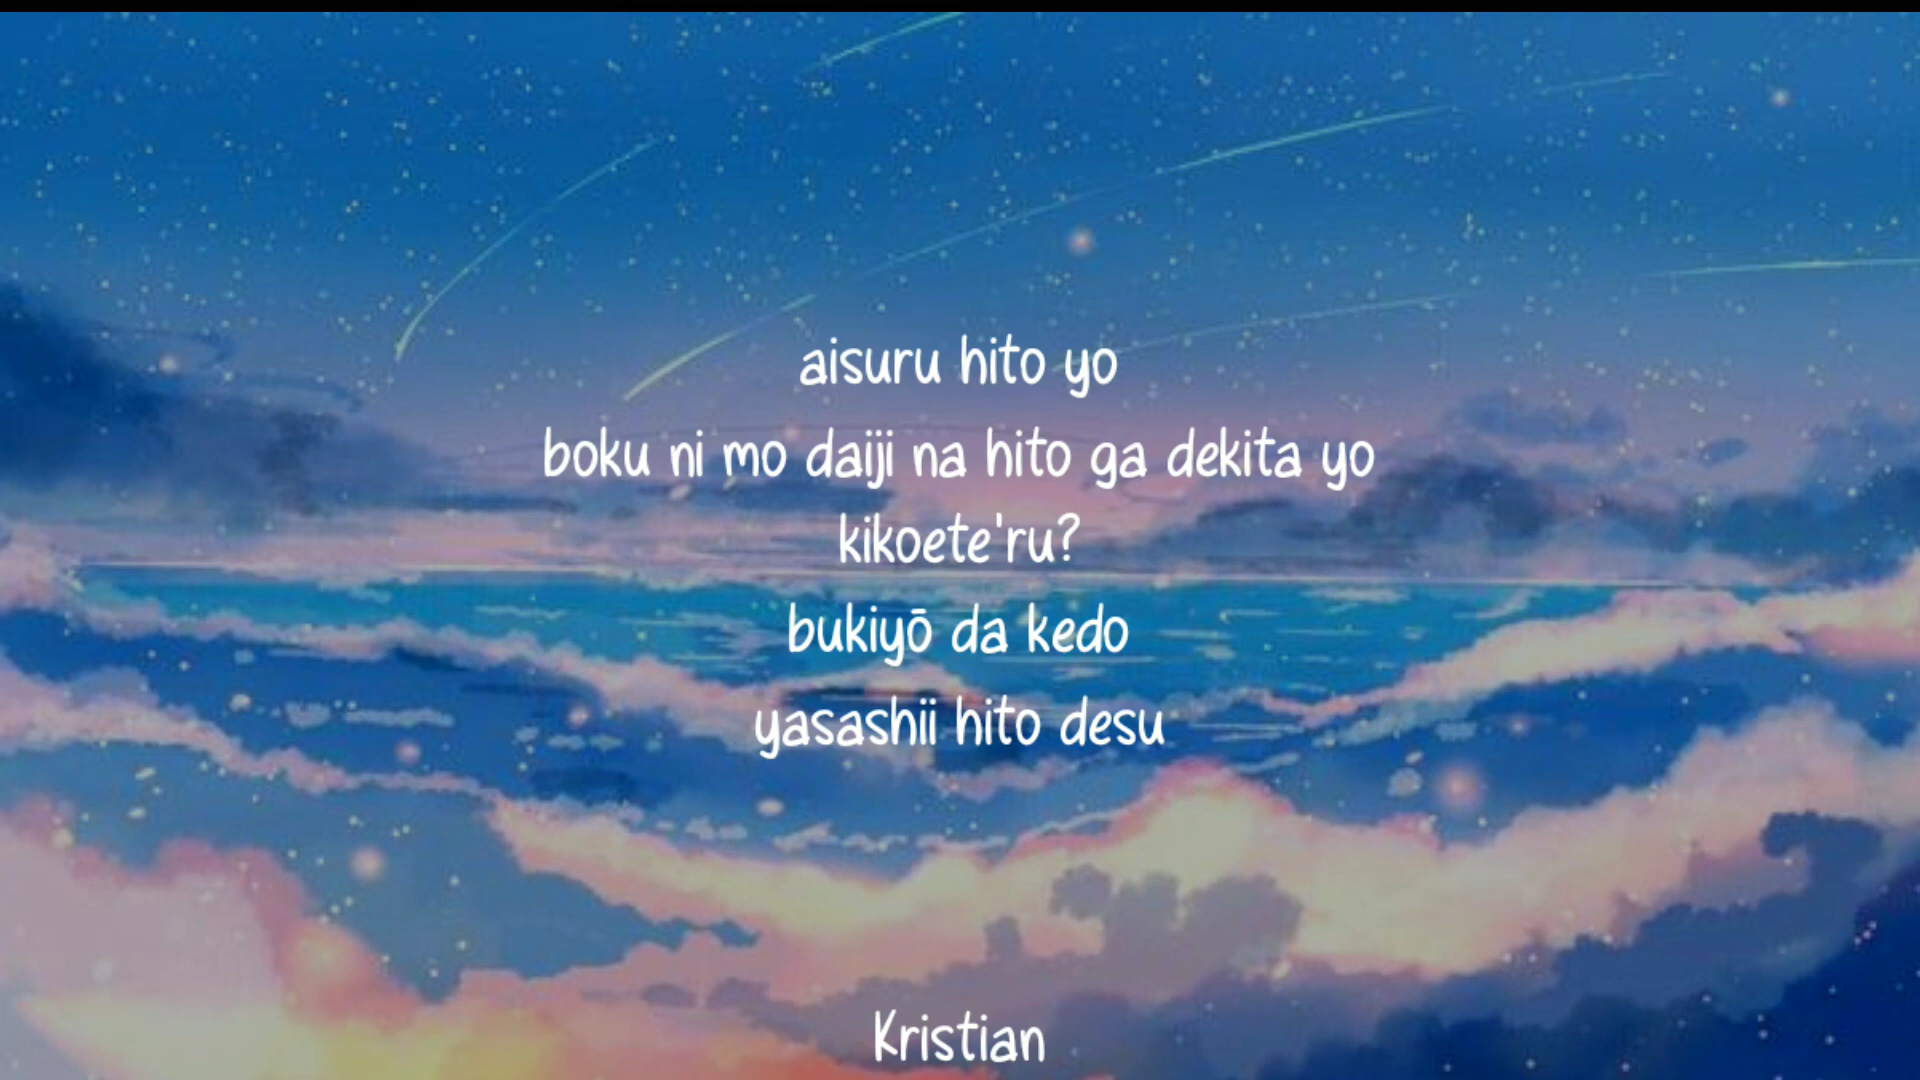 aisuru hito yo
boku ni mo daiji na hito ga dekita yo
kikoete'ru?
bukiyō da kedo
yasashii hito desu
Kristian